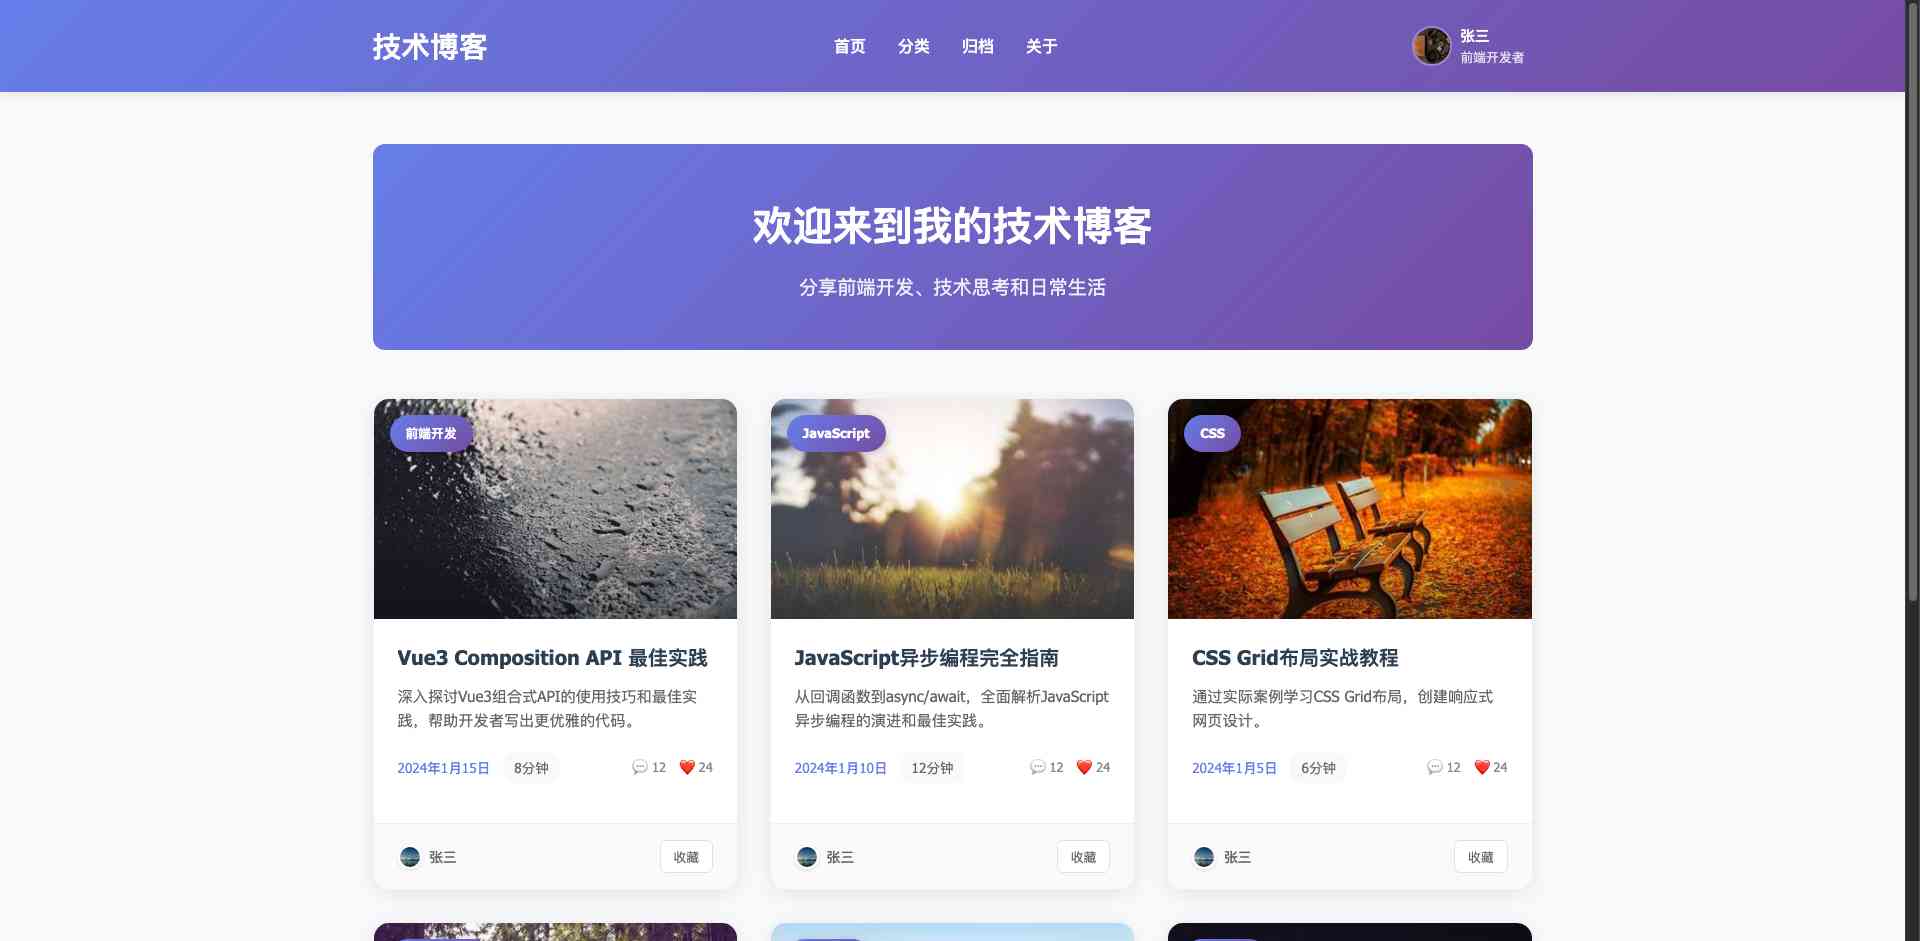 技术博客
首页 分类 归档 关于
张三
前端开发者
欢迎来到我的技术博客
分享前端开发、技术思考和日常生活
前端开发
Vue3 Composition API 最佳实践
深入探讨Vue3组合式API的使用技巧和最佳实
践，帮助开发者写出更优雅的代码。
2024年1月15日 8分钟 12 24
张三 收藏
JavaScript
JavaScript异步编程完全指南
从回调函数到async/await，全面解析JavaScript
异步编程的演进和最佳实践。
2024年1月10日 12分钟 12 24
张三 收藏
CSS
CSS Grid布局实战教程
通过实际案例学习CSS Grid布局，创建响应式
网页设计。
2024年1月5日 6分钟 12 24
张三 收藏